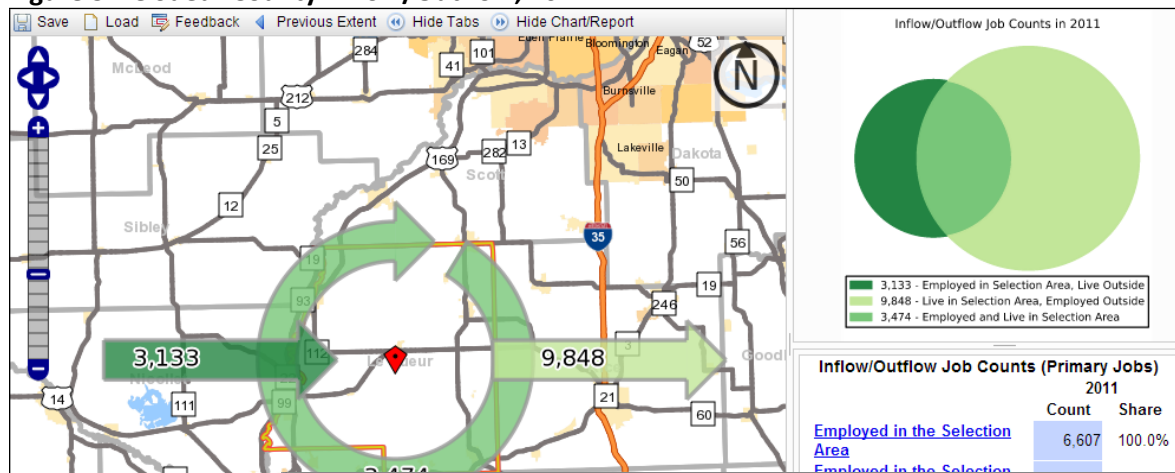 Save Load Feedback Previous Extent Hide Tabs Hide Chart/Report
McLeod
284
101
41
Bloomington
Eagan
52
N
212
Burnsville
5
25
169
282
13
Lakeville
Dakota
Scott
50
12
Sibley
35
56
19
19
93
246
3,133
112
Le Sueur
9,848
3
14
111
99
21
60
Inflow/Outflow Job Counts in 2011
3,133 - Employed in Selection Area, Live Outside
9,848 - Live in Selection Area, Employed Outside
3,474 - Employed and Live in Selection Area
Inflow/Outflow Job Counts (Primary Jobs)
2011
Count Share
Employed in the Selection
Area
6,607 100.0%